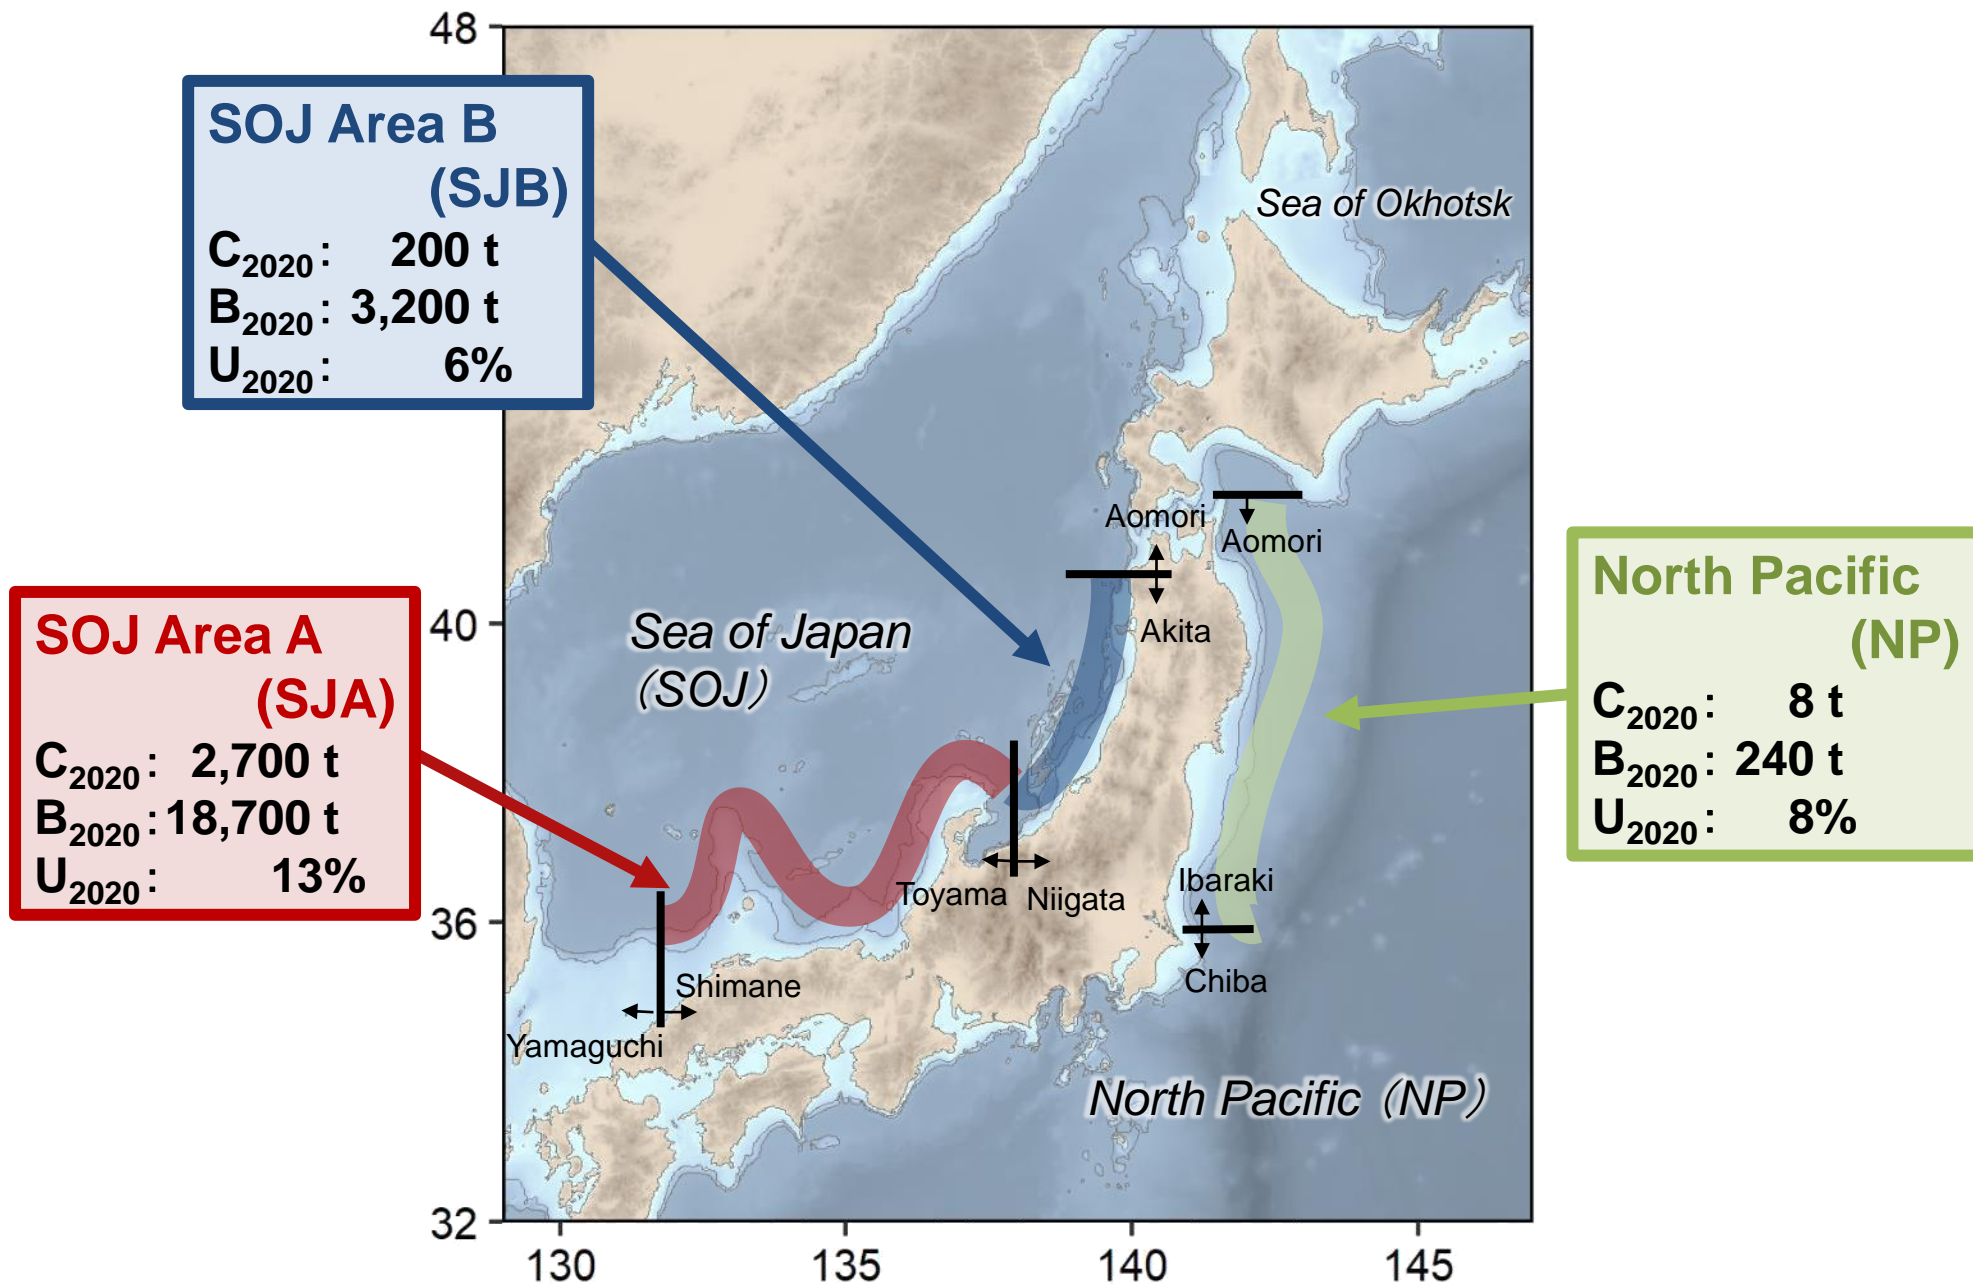 48
SOJ Area B
(SJB)
C2020: 200 t
B2020: 3,200 t
U2020: 6%
Sea of Okhotsk
Aomori
Aomori
North Pacific
(NP)
C2020: 8 t
B2020: 240 t
U2020: 8%
40
Sea of Japan
(SOJ)
Akita
SOJ Area A
(SJA)
C2020: 2,700 t
B2020: 18,700 t
U2020: 13%
Toyama
Niigata
Ibaraki
36
Chiba
Shimane
Yamaguchi
North Pacific (NP)
32
130
135
140
145